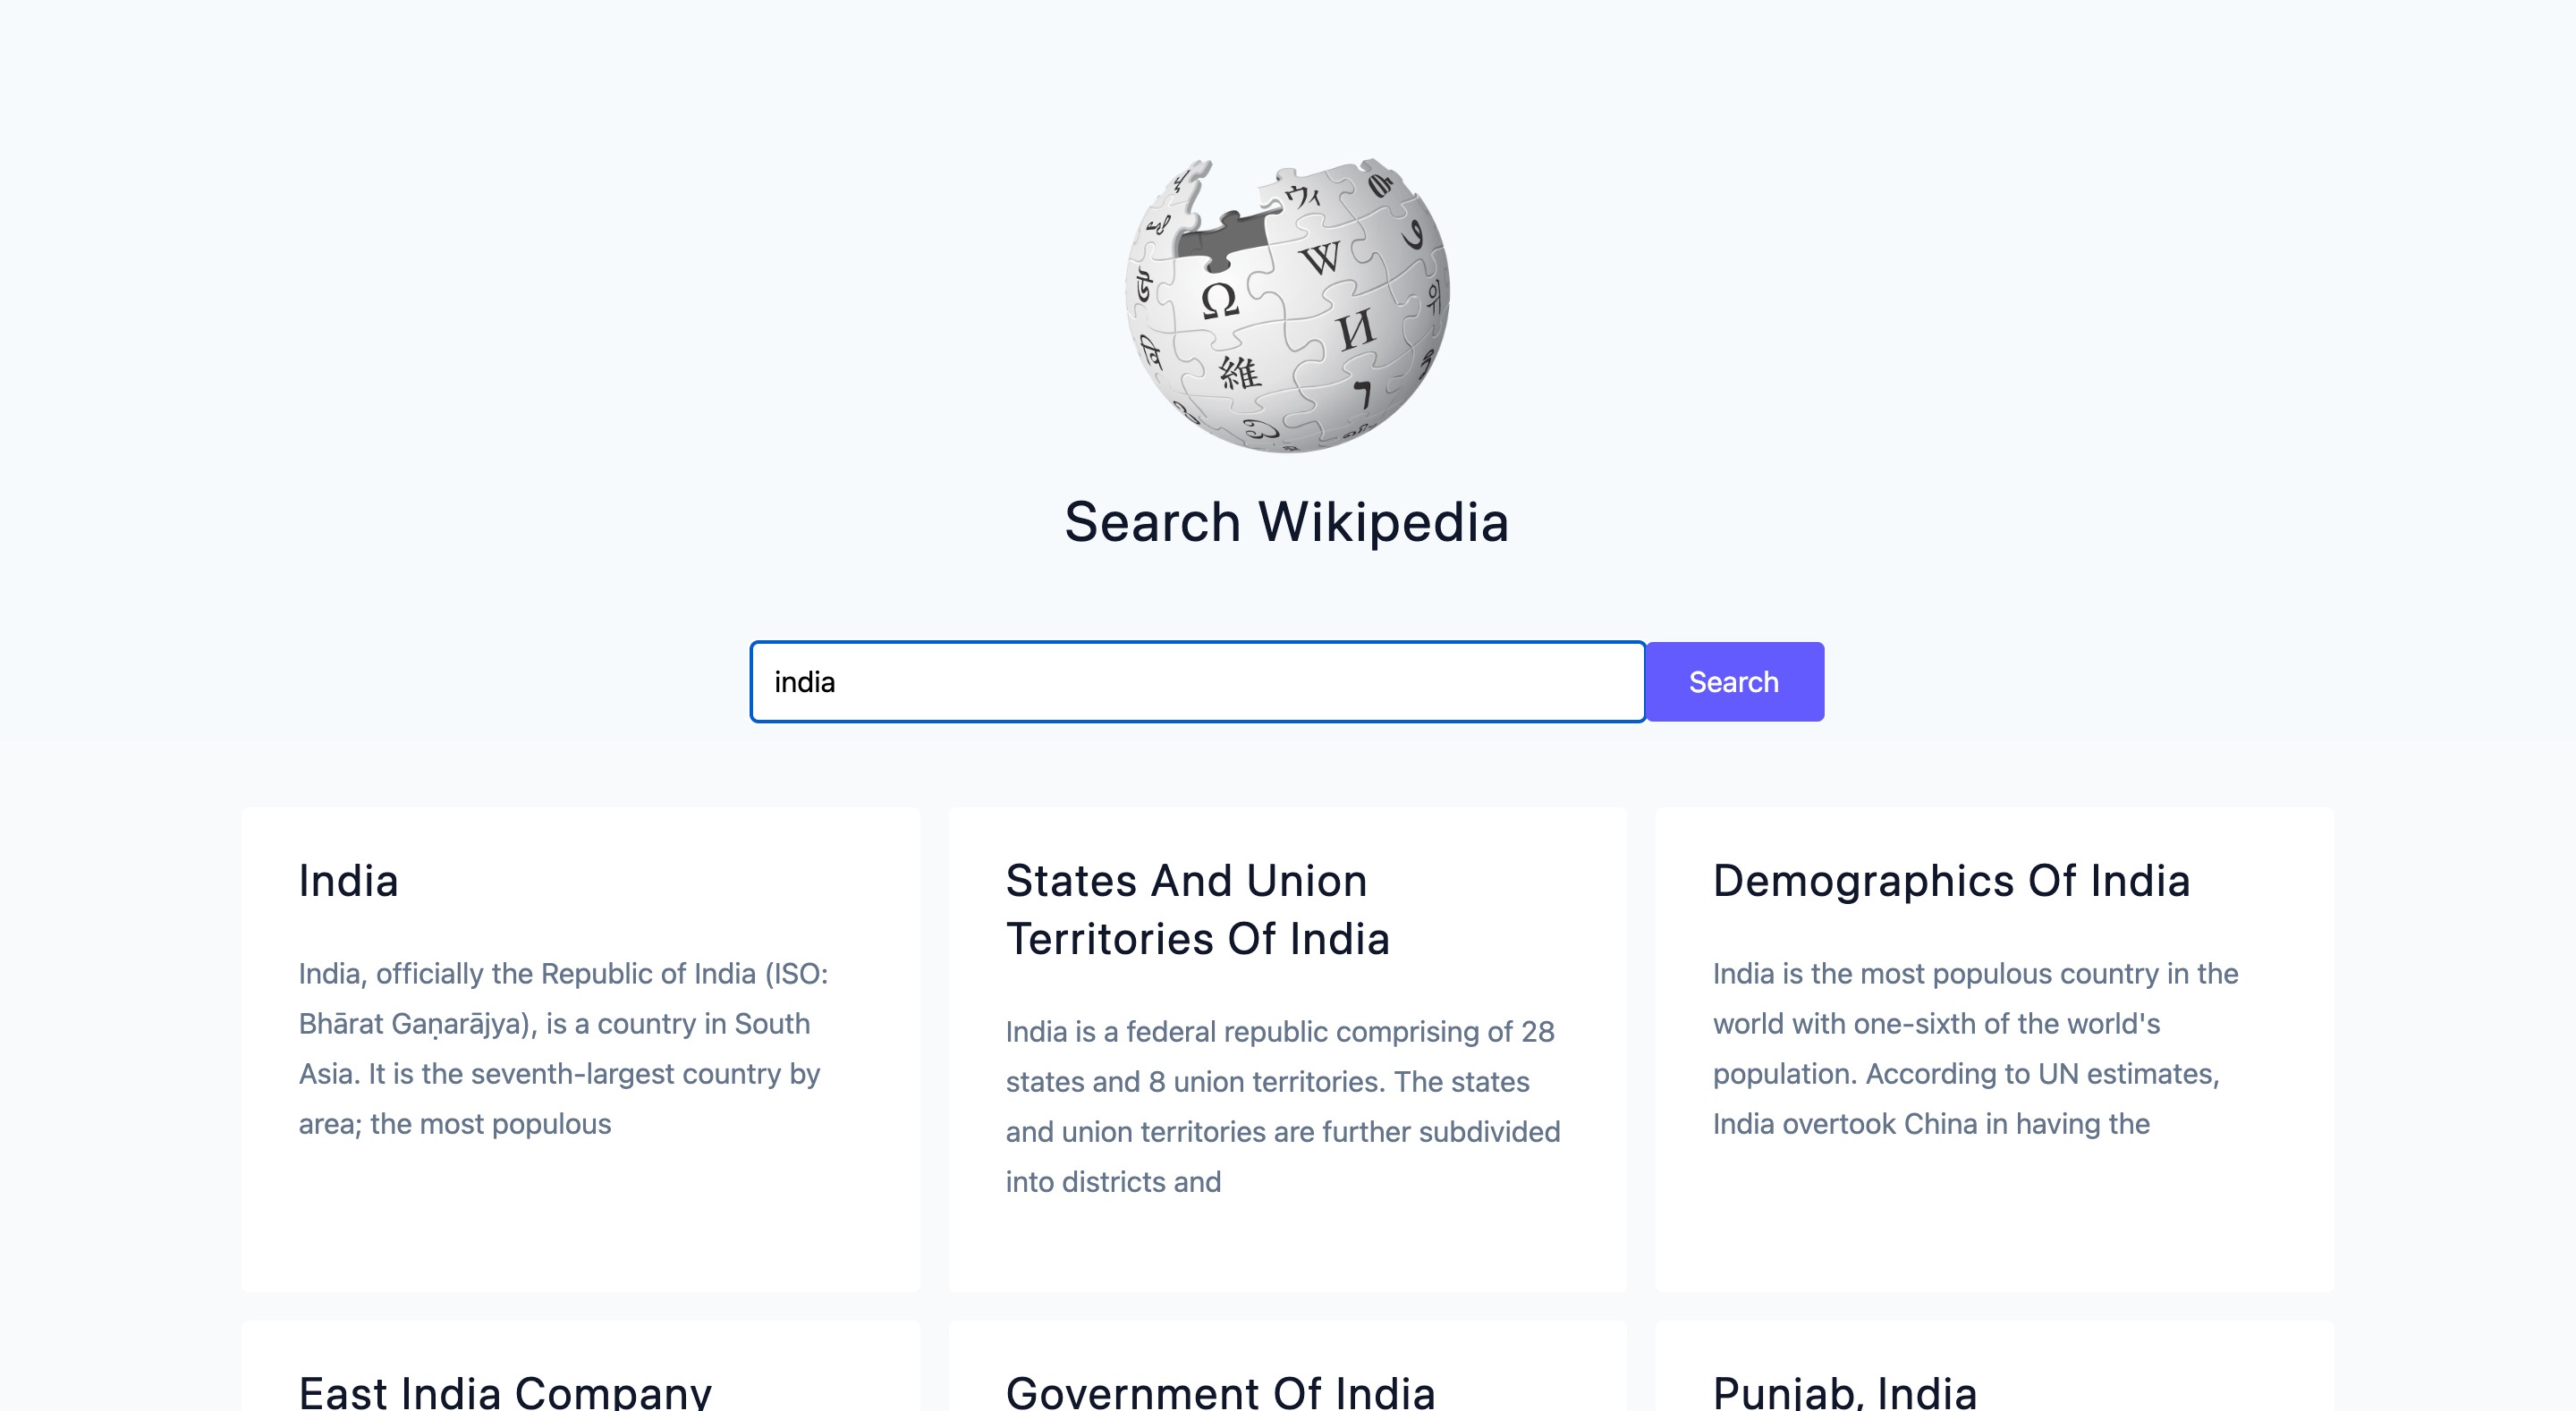 ウィ
W
Ω
И
維
Search Wikipedia
india
Search
India
India, officially the Republic of India (ISO:
Bhārat Gaṇarājya), is a country in South
Asia. It is the seventh-largest country by
area; the most populous
States And Union
Territories Of India
India is a federal republic comprising of 28
states and 8 union territories. The states
and union territories are further subdivided
into districts and
Demographics Of India
India is the most populous country in the
world with one-sixth of the world's
population. According to UN estimates,
India overtook China in having the
East India Company
Government Of India
Punjab, India